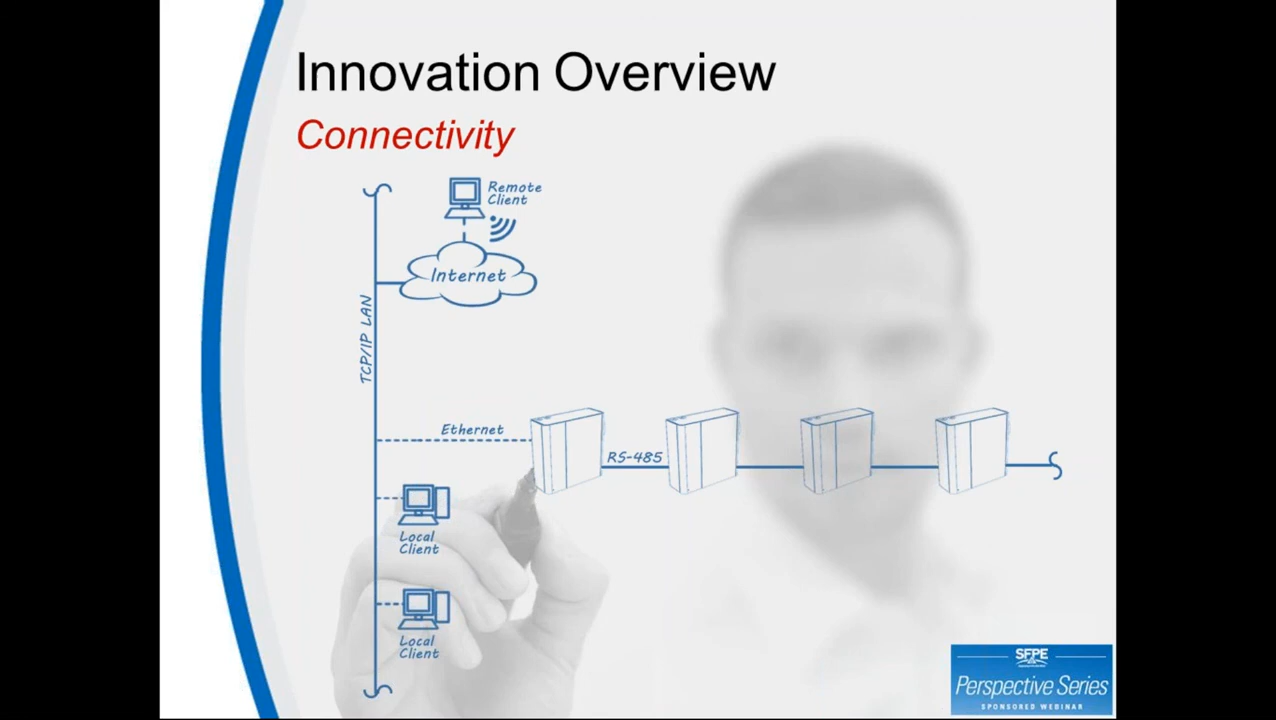 Innovation Overview
Connectivity
Remote
Client
Internet
TCP/IP LAN
Ethernet
RS-485
Local
Client
Local
Client
SFPE
Perspective Series
SPONSORED WEBINAR